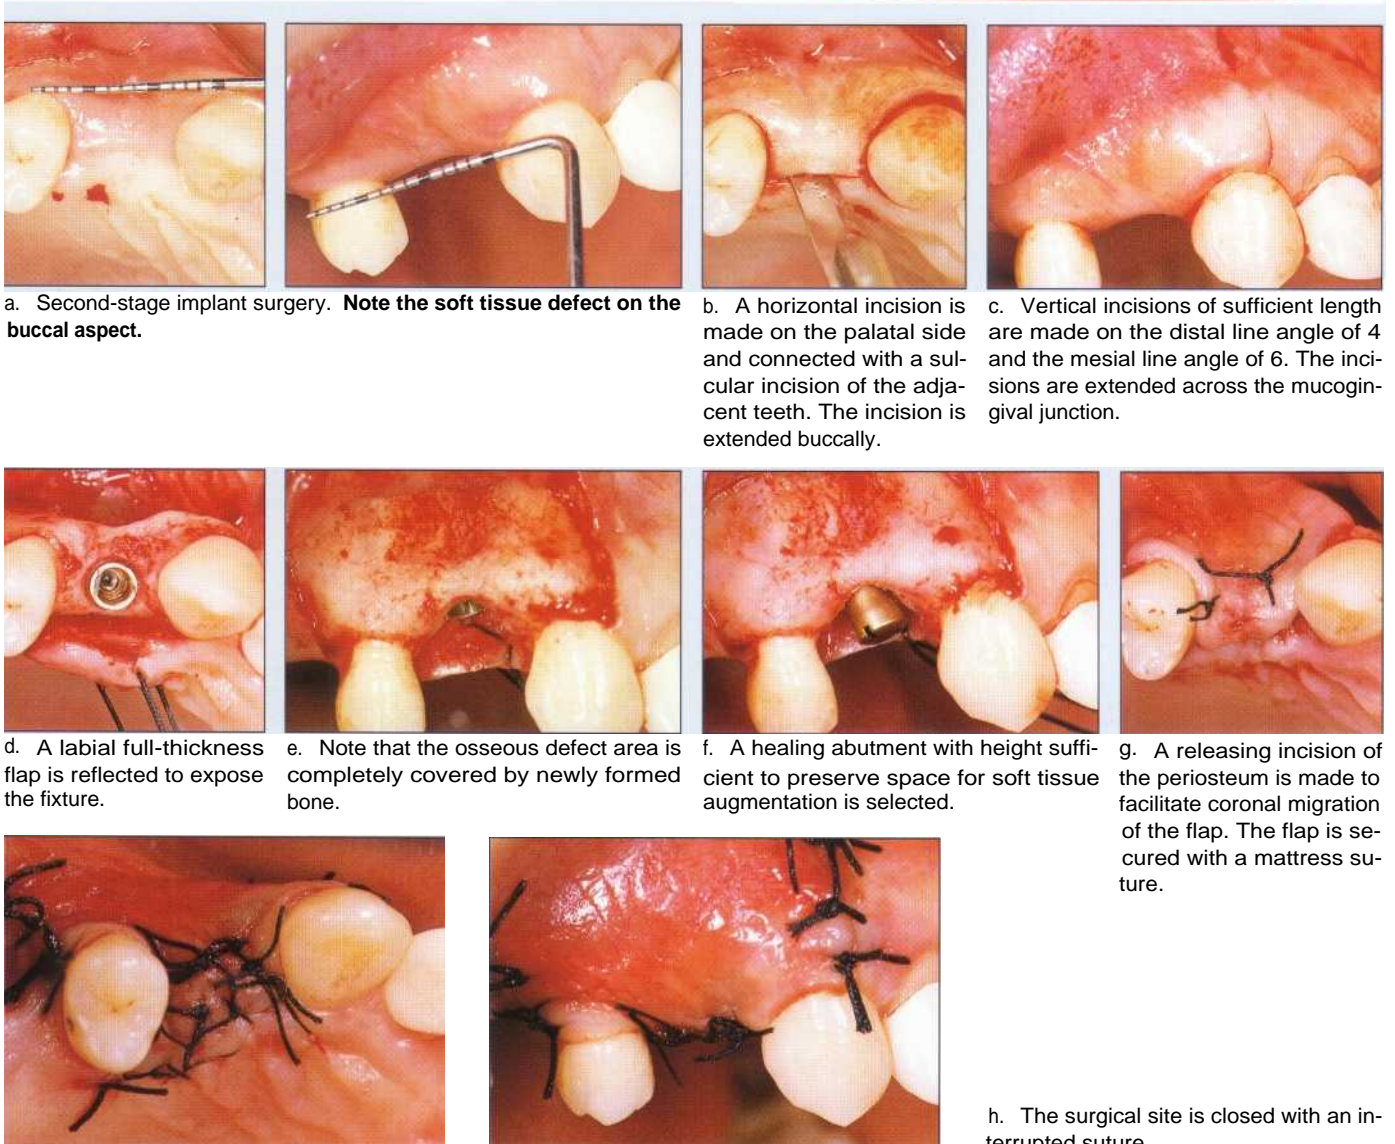 a. Second-stage implant surgery. Note the soft tissue defect on the
buccal aspect.
b. A horizontal incision is
made on the palatal side
and connected with a sul-
cular incision of the adja-
cent teeth. The incision is
extended buccally.
c. Vertical incisions of sufficient length
are made on the distal line angle of 4
and the mesial line angle of 6. The inci-
sions are extended across the mucogin-
gival junction.
d. A labial full-thickness
flap is reflected to expose
the fixture.
e. Note that the osseous defect area is
completely covered by newly formed
bone.
f. A healing abutment with height suffi-
cient to preserve space for soft tissue
augmentation is selected.
g. A releasing incision of
the periosteum is made to
facilitate coronal migration
of the flap. The flap is se-
cured with a mattress su-
ture.
h. The surgical site is closed with an in-
terrupted suture